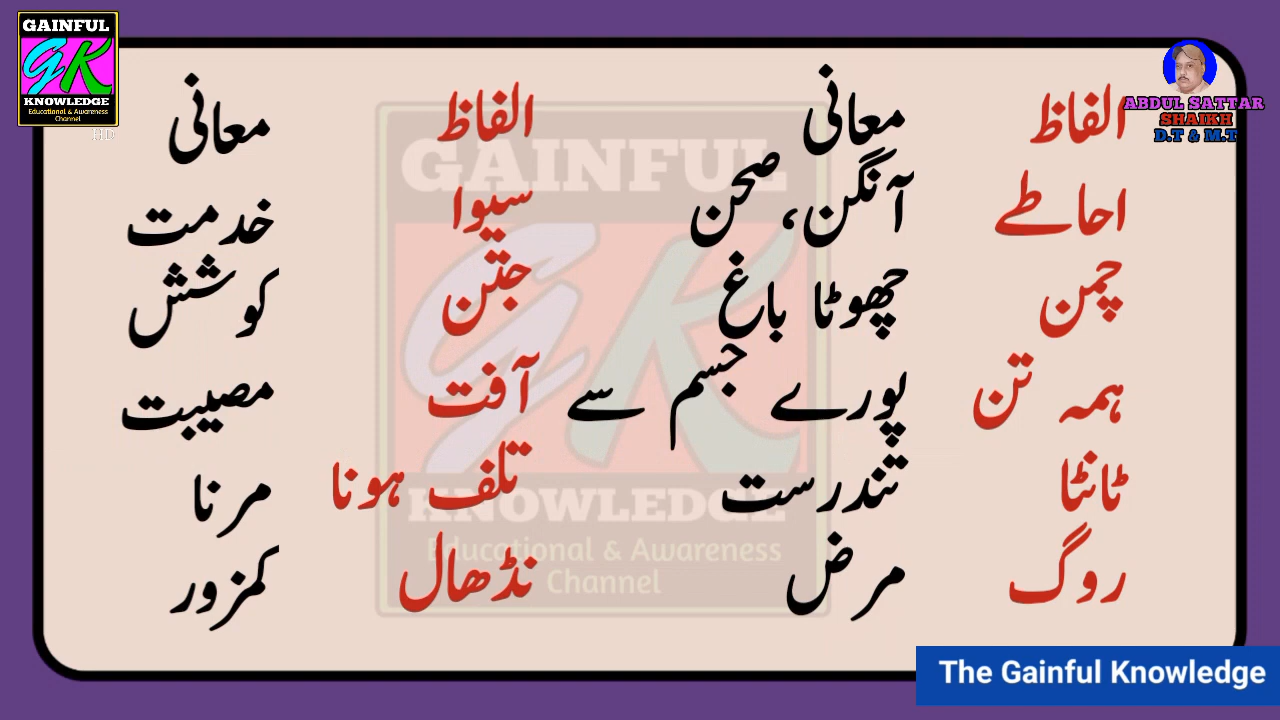 GAINFUL
GK
KNOWLEDGE
Educational & Awareness
Channel
HD
ABDUL SATTAR
SHAIKH
D.T & M.T
الفاظ معانی الفاظ معانی
احاطے آنگن، صحن سیوا خدمت
چمن چھوٹا باغ جتن کوشش
ہمہ تن پورے جسم سے آفت مصیبت
ٹانٹا تندرست تلف ہونا مرنا
روگ مرض نڈھال کمزور
GAINFUL
GK
KNOWLEDGE
Educational & Awareness
Channel
The Gainful Knowledge